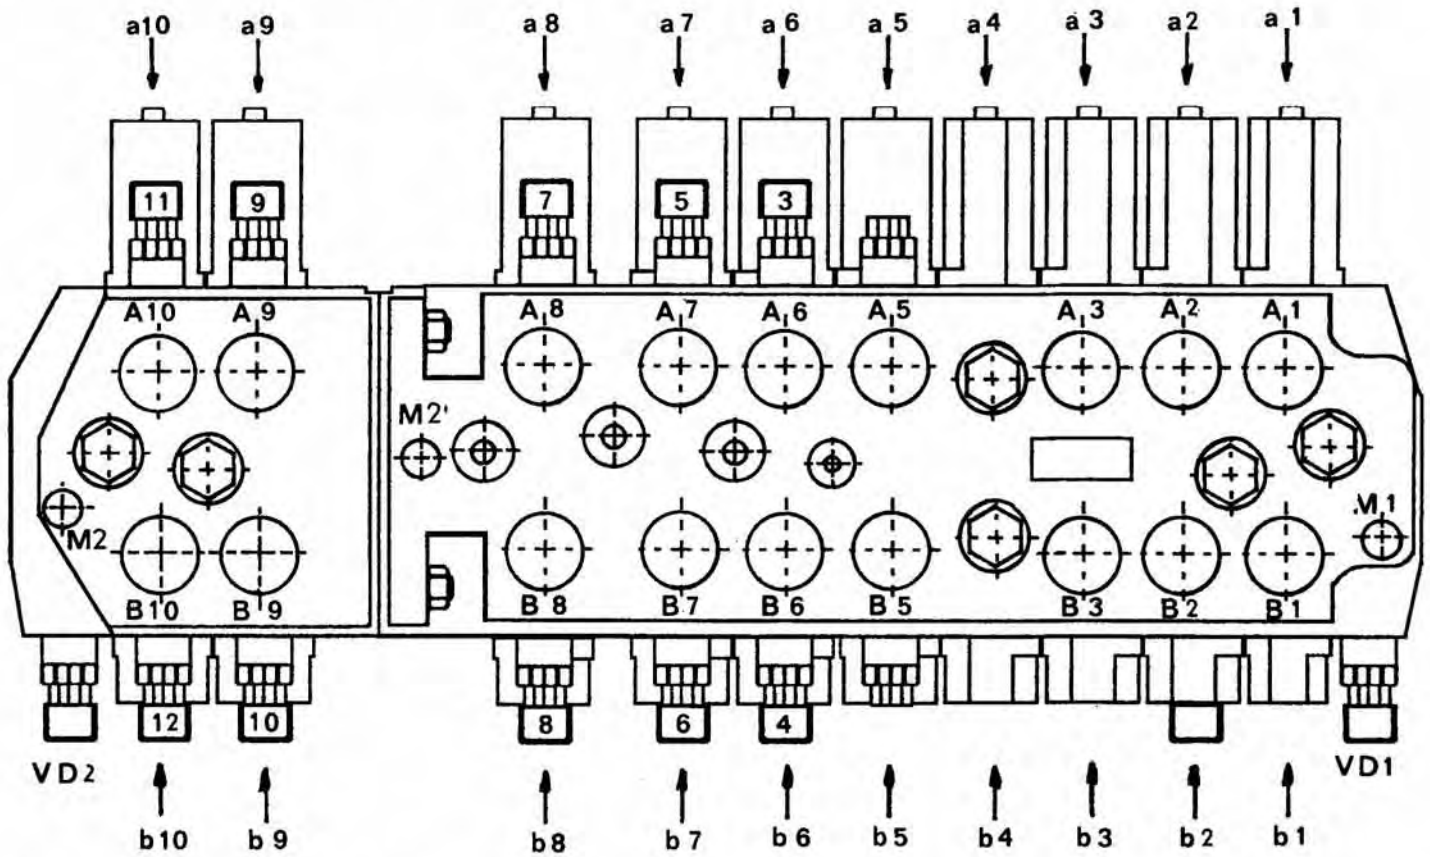 a10 a9 a8 a7 a6 a5 a4 a3 a2 a1
11 9 7 5 3
A10 A9 A8 A7 A6 A5 A3 A2 A1
M2'
M1
M2
B10 B9 B8 B7 B6 B5 B3 B2 B1
12 10 8 6 4
VD2 VD1
b10 b9 b8 b7 b6 b5 b4 b3 b2 b1